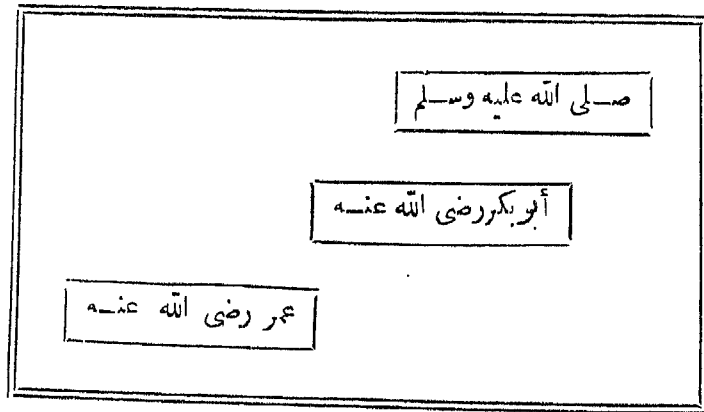 صلى الله عليه وسلم
أبو بكر رضى الله عنه
عمر رضى الله عنه